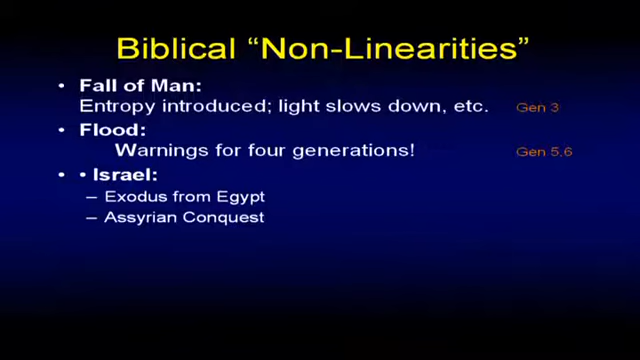 Biblical “Non-Linearities”
• Fall of Man:
Entropy introduced; light slows down, etc. Gen 3
• Flood:
Warnings for four generations! Gen 5,6
• • Israel:
– Exodus from Egypt
– Assyrian Conquest